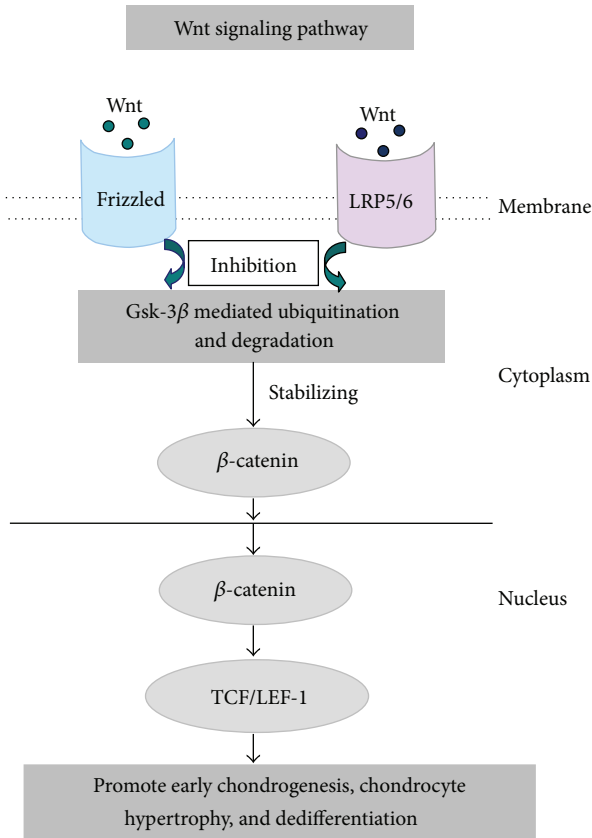 Wnt signaling pathway
Wnt
Wnt
Frizzled
LRP5/6
Membrane
Inhibition
Gsk-3β mediated ubiquitination
and degradation
Cytoplasm
Stabilizing
β-catenin
β-catenin
Nucleus
TCF/LEF-1
Promote early chondrogenesis, chondrocyte
hypertrophy, and dedifferentiation